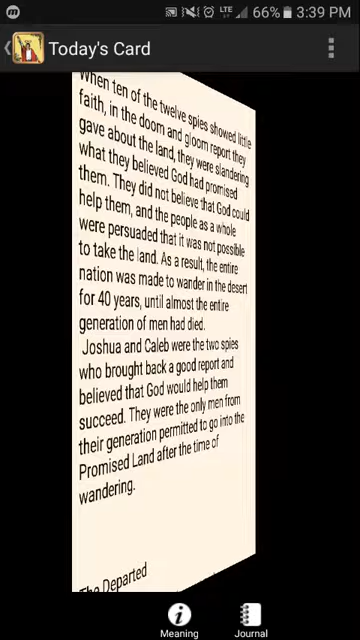 LTE 66% 3:39 PM
Today's Card
When ten of the twelve spies showed little
faith, in the doom and gloom report they
gave about the land, they were slandering
what they believed God had promised
them. They did not believe that God could
help them, and the people as a whole
were persuaded that it was not possible
to take the land. As a result, the entire
nation was made to wander in the desert
for 40 years, until almost the entire
generation of men had died.
Joshua and Caleb were the two spies
who brought back a good report and
believed that God would help them
succeed. They were the only men from
their generation permitted to go into the
Promised Land after the time of
wandering.
The Departed
Meaning
Journal